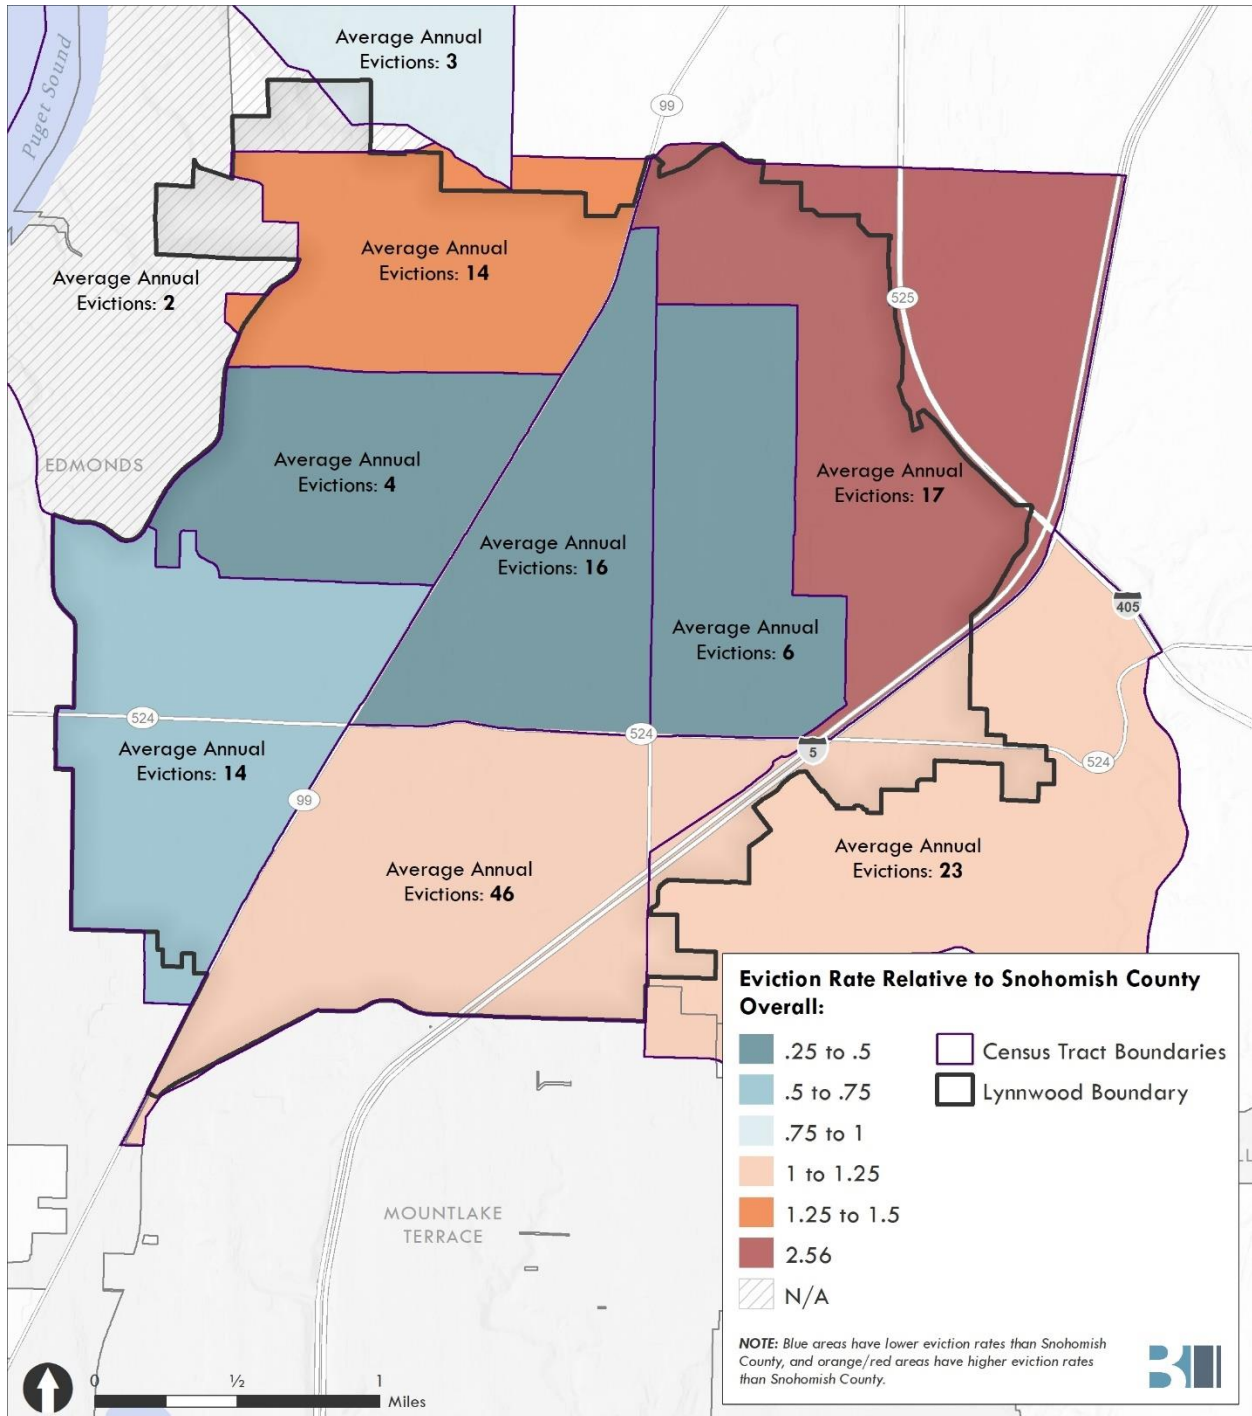 Average Annual
Evictions: 3
Puget Sound
99
Average Annual
Evictions: 14
Average Annual
Evictions: 2
525
EDMONDS
Average Annual
Evictions: 4
Average Annual
Evictions: 17
Average Annual
Evictions: 16
405
Average Annual
Evictions: 6
524
524
5
524
Average Annual
Evictions: 14
99
Average Annual
Evictions: 46
Average Annual
Evictions: 23
MOUNTLAKE
TERRACE
Eviction Rate Relative to Snohomish County
Overall:
.25 to .5
.5 to .75
.75 to 1
1 to 1.25
1.25 to 1.5
2.56
N/A
Census Tract Boundaries
Lynnwood Boundary
NOTE: Blue areas have lower eviction rates than Snohomish
County, and orange/red areas have higher eviction rates
than Snohomish County.
0 ½ 1
Miles